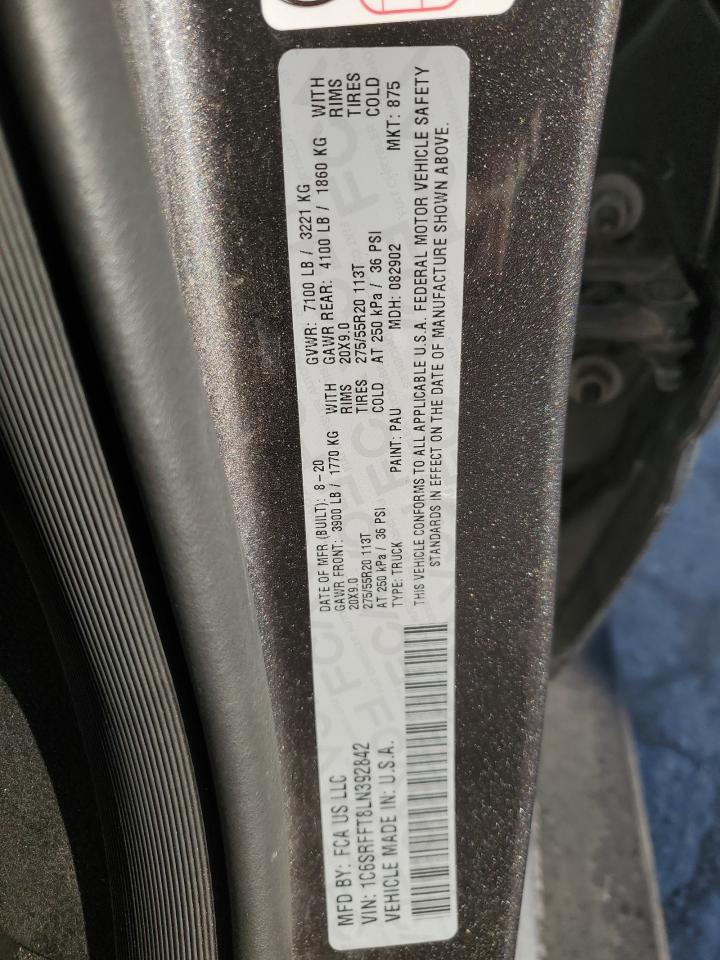 MFD BY: FCA US LLC
VIN: 1C6SRFFT8LN392842
VEHICLE MADE IN: U.S.A.
DATE OF MFR (BUILT): 8-20 GVWR: 7100 LB / 3221 KG
GAWR FRONT: 3900 LB / 1770 KG WITH GAWR REAR: 4100 LB / 1860 KG WITH
20X9.0 RIMS 20X9.0 RIMS
275/55R20 113T TIRES 275/55R20 113T TIRES
AT 250 kPa / 36 PSI COLD AT 250 kPa / 36 PSI COLD
TYPE: TRUCK PAINT: PAU MDH: 082902 MKT: 875
THIS VEHICLE CONFORMS TO ALL APPLICABLE U.S.A. FEDERAL MOTOR VEHICLE SAFETY
STANDARDS IN EFFECT ON THE DATE OF MANUFACTURE SHOWN ABOVE.